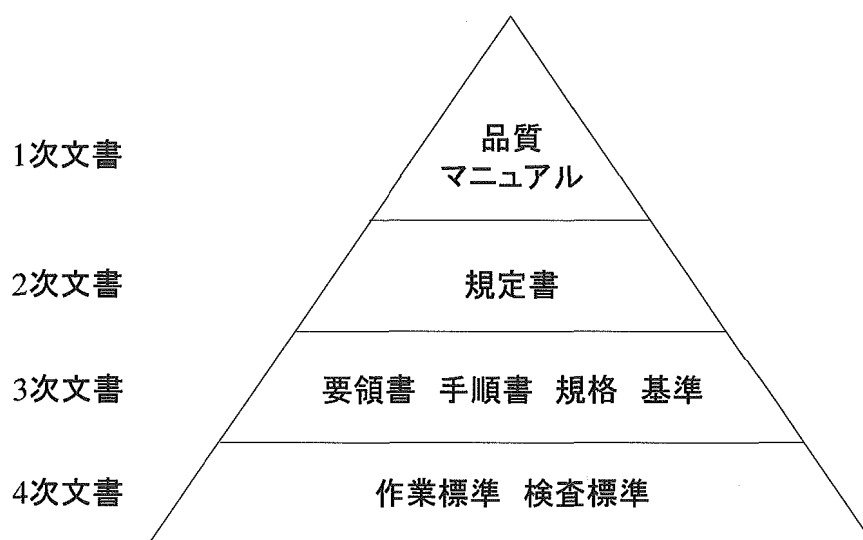 1次文書
品質
マニュアル
2次文書
規定書
3次文書
要領書 手順書 規格 基準
4次文書
作業標準 検査標準